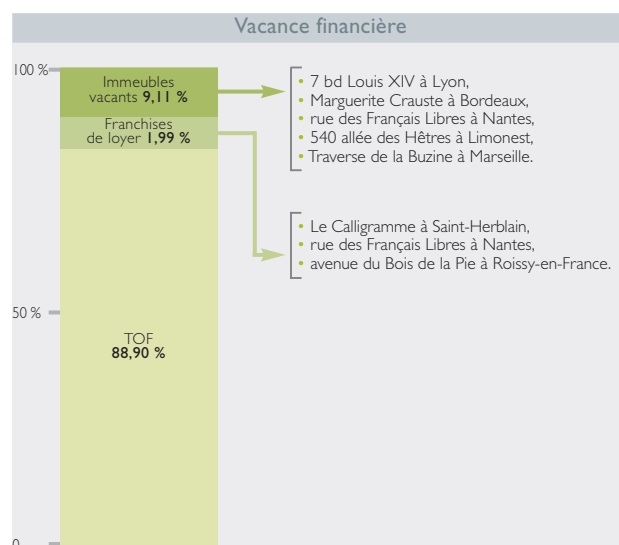 Vacance financière
100 %
Immeubles
vacants 9,11 %
• 7 bd Louis XIV à Lyon,
• Marguerite Crauste à Bordeaux,
• rue des Français Libres à Nantes,
• 540 allée des Hêtres à Limonest,
• Traverse de la Buzine à Marseille.
Franchises
de loyer 1,99 %
• Le Calligramme à Saint-Herblain,
• rue des Français Libres à Nantes,
• avenue du Bois de la Pie à Roissy-en-France.
50 %
TOF
88,90 %
0